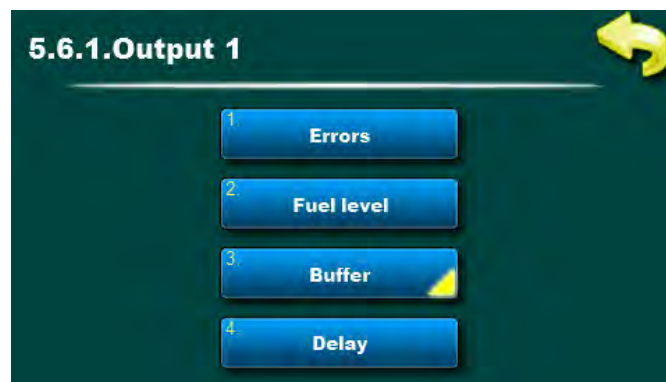 5.6.1.Output 1
1.
Errors
2.
Fuel level
3.
Buffer
4.
Delay